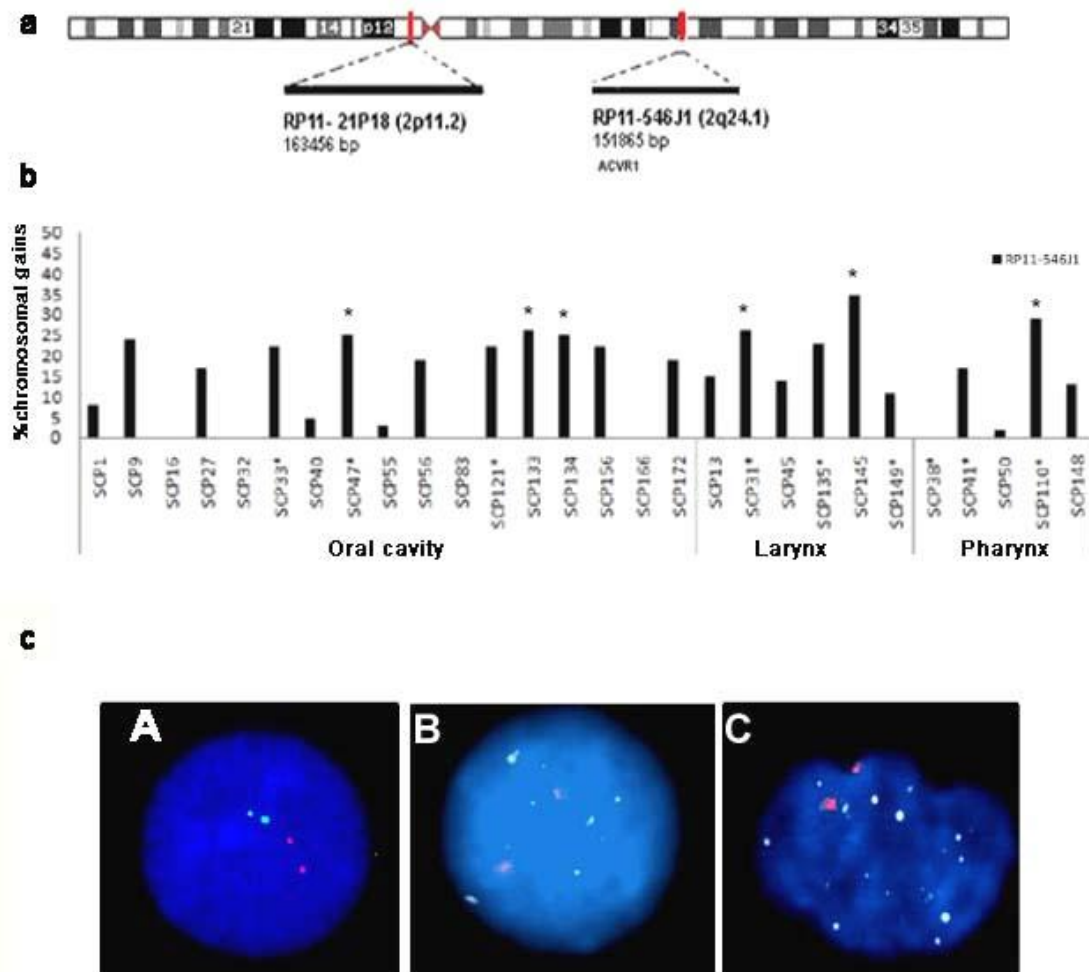 a
21 14 p12 34 35
RP11- 21P18 (2p11.2)
163456 bp
RP11-546J1 (2q24.1)
151865 bp
ACVR1
b
% chromosomal gains
50
45
40
35
30
25
20
15
10
5
0
RP11-546J1
* * * * * *
SCP1
SCP9
SCP16
SCP27
SCP32
SCP33*
SCP40
SCP47*
SCP55
SCP56
SCP83
SCP121*
SCP133
SCP134
SCP156
SCP166
SCP172
SCP13
SCP31*
SCP45
SCP135*
SCP145
SCP149*
SCP38*
SCP41*
SCP50
SCP110*
SCP148
Oral cavity
Larynx
Pharynx
c
A
B
C